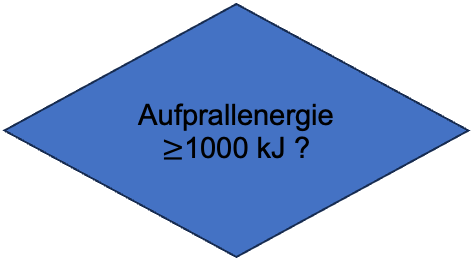 Aufprallenergie
≥1000 kJ ?